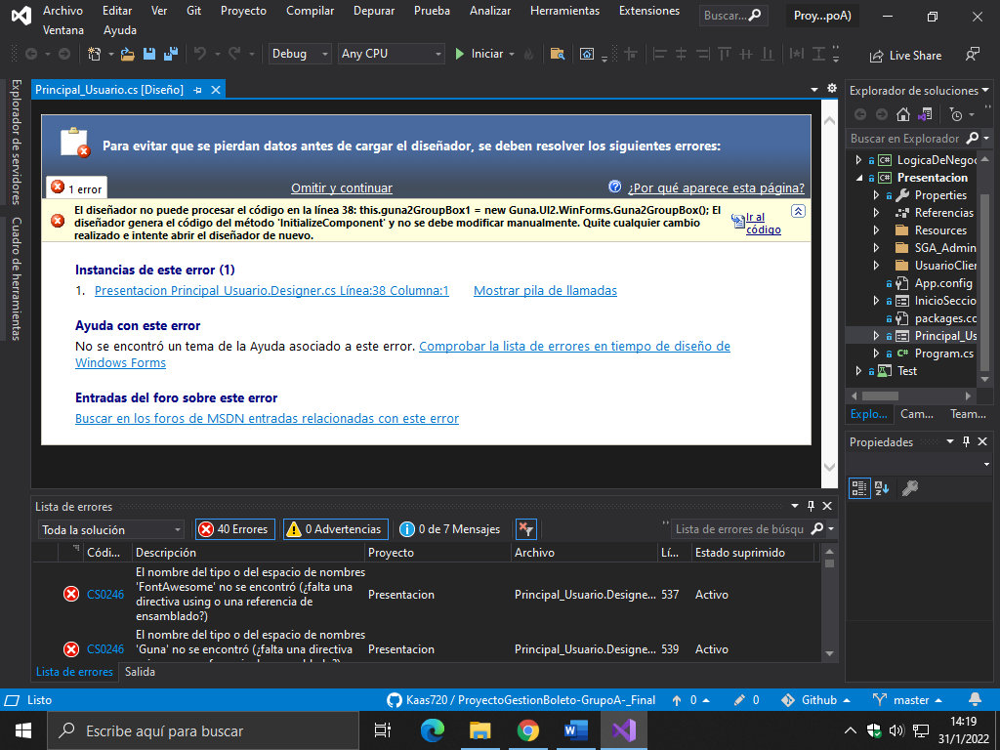 Archivo Editar Ver Git Proyecto Compilar Depurar Prueba Analizar Herramientas Extensiones Buscar... Proy...poA)
Ventana Ayuda
Debug Any CPU Iniciar Live Share
Explorador de servidores
Cuadro de herramientas
Principal_Usuario.cs [Diseño]
Para evitar que se pierdan datos antes de cargar el diseñador, se deben resolver los siguientes errores:
1 error Omitir y continuar ¿Por qué aparece esta página?
El diseñador no puede procesar el código en la línea 38: this.guna2GroupBox1 = new Guna.UI2.WinForms.Guna2GroupBox(); El
diseñador genera el código del método 'InitializeComponent' y no se debe modificar manualmente. Quite cualquier cambio
realizado e intente abrir el diseñador de nuevo.
Ir al
código
Instancias de este error (1)
1. Presentacion Principal_Usuario.Designer.cs Línea:38 Columna:1 Mostrar pila de llamadas
Ayuda con este error
No se encontró un tema de la Ayuda asociado a este error. Comprobar la lista de errores en tiempo de diseño de
Windows Forms
Entradas del foro sobre este error
Buscar en los foros de MSDN entradas relacionadas con este error
Explorador de soluciones
Buscar en Explorador
C# LogicaDeNegoc
C# Presentacion
Properties
Referencias
Resources
SGA_Admin
UsuarioClier
App.config
InicioSeccio
packages.cc
Principal_Us
C# Program.cs
Test
Explo... Cam... Team...
Propiedades
Lista de errores
Toda la solución 40 Errores 0 Advertencias 0 de 7 Mensajes Lista de errores de búsqu
Códi... Descripción Proyecto Archivo Lí... Estado suprimido
CS0246 El nombre del tipo o del espacio de nombres
'FontAwesome' no se encontró (¿falta una
directiva using o una referencia de
ensamblado?)
Presentacion Principal_Usuario.Designe... 537 Activo
CS0246 El nombre del tipo o del espacio de nombres
'Guna' no se encontró (¿falta una directiva
Presentacion Principal_Usuario.Designe... 539 Activo
Lista de errores Salida
Listo Kaas720 / ProyectoGestionBoleto-GrupoA-_Final 0 0 Github master
Escribe aquí para buscar
14:19
31/1/2022